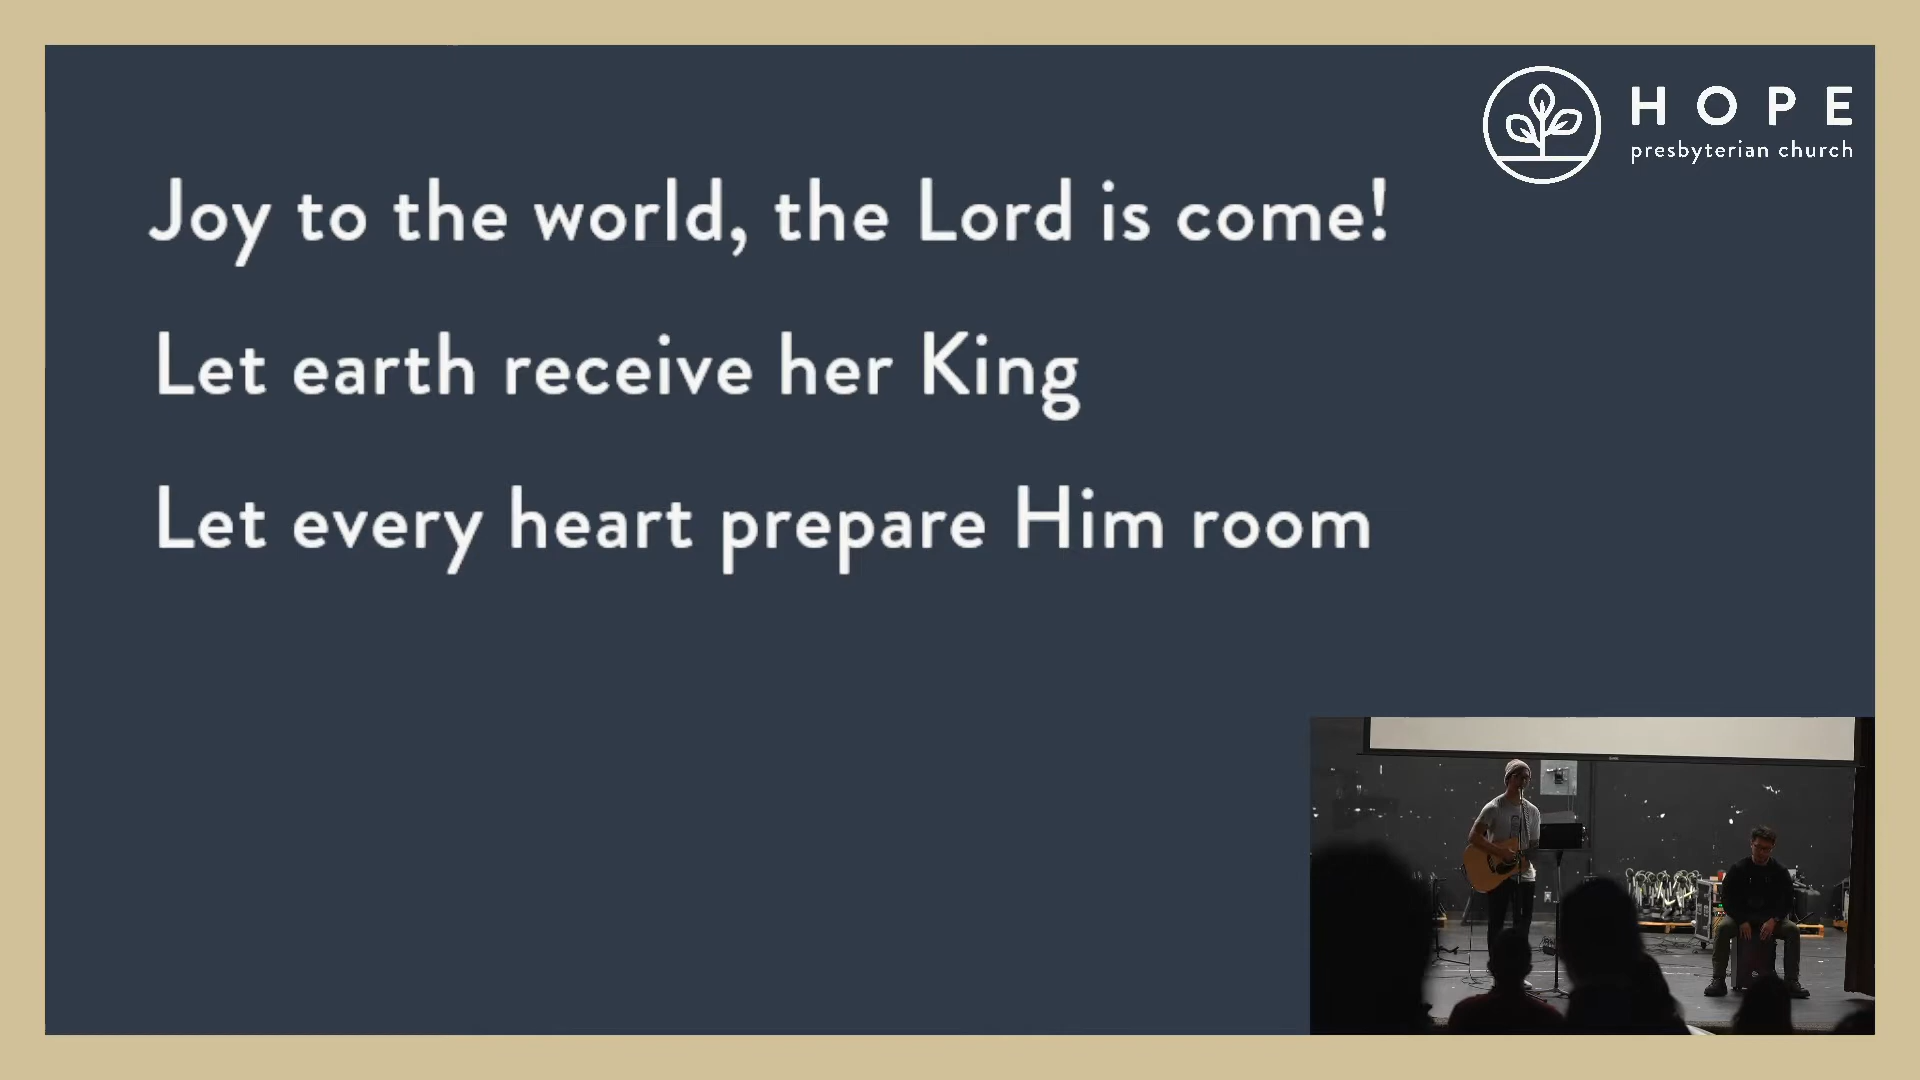 HOPE
presbyterian church
Joy to the world, the Lord is come!
Let earth receive her King
Let every heart prepare Him room